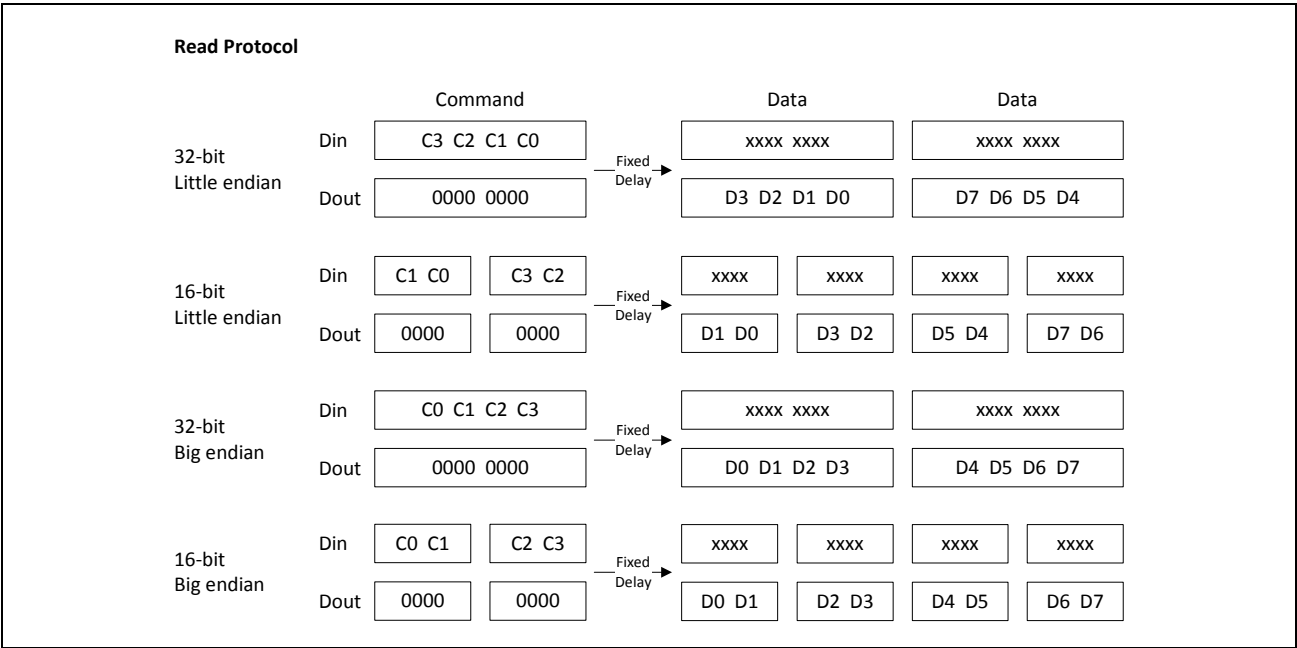 Read Protocol
Command Data Data
32-bit
Little endian
Din C3 C2 C1 C0 xxxx xxxx xxxx xxxx
Fixed
Delay
Dout 0000 0000 D3 D2 D1 D0 D7 D6 D5 D4
16-bit
Little endian
Din C1 C0 C3 C2 xxxx xxxx xxxx xxxx
Fixed
Delay
Dout 0000 0000 D1 D0 D3 D2 D5 D4 D7 D6
32-bit
Big endian
Din C0 C1 C2 C3 xxxx xxxx xxxx xxxx
Fixed
Delay
Dout 0000 0000 D0 D1 D2 D3 D4 D5 D6 D7
16-bit
Big endian
Din C0 C1 C2 C3 xxxx xxxx xxxx xxxx
Fixed
Delay
Dout 0000 0000 D0 D1 D2 D3 D4 D5 D6 D7